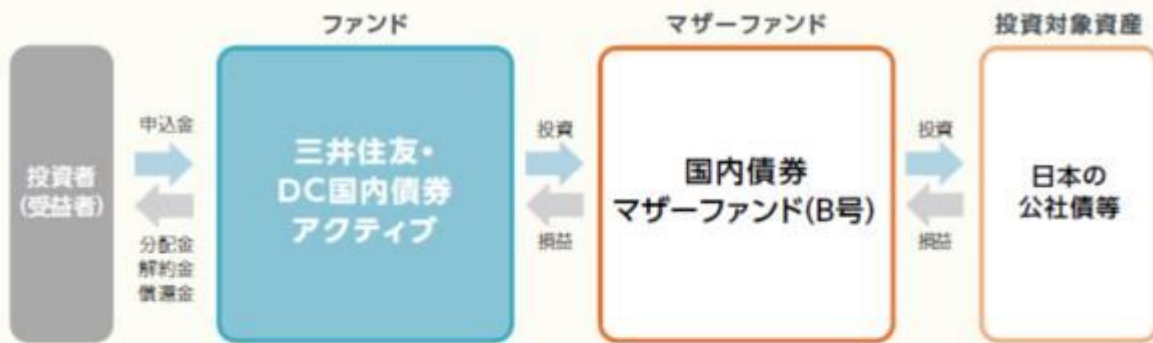 ファンド
マザーファンド
投資対象資産
投資者
(受益者)
申込金
分配金
解約金
償還金
三井住友・
DC国内債券
アクティブ
投資
損益
国内債券
マザーファンド(B号)
投資
損益
日本の
公社債等